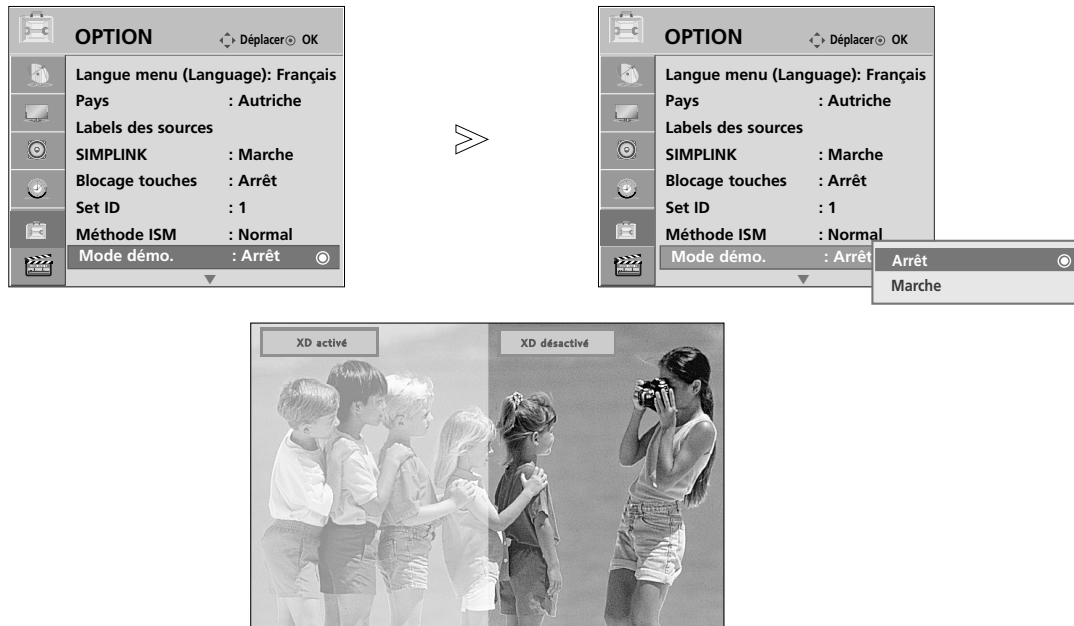 OPTION Déplacer OK
Langue menu (Language): Français
Pays : Autriche
Labels des sources
SIMPLINK : Marche
Blocage touches : Arrêt
Set ID : 1
Méthode ISM : Normal
Mode démo. : Arrêt
OPTION Déplacer OK
Langue menu (Language): Français
Pays : Autriche
Labels des sources
SIMPLINK : Marche
Blocage touches : Arrêt
Set ID : 1
Méthode ISM : Normal
Mode démo. : Arrêt
Arrêt
Marche
XD activé
XD désactivé